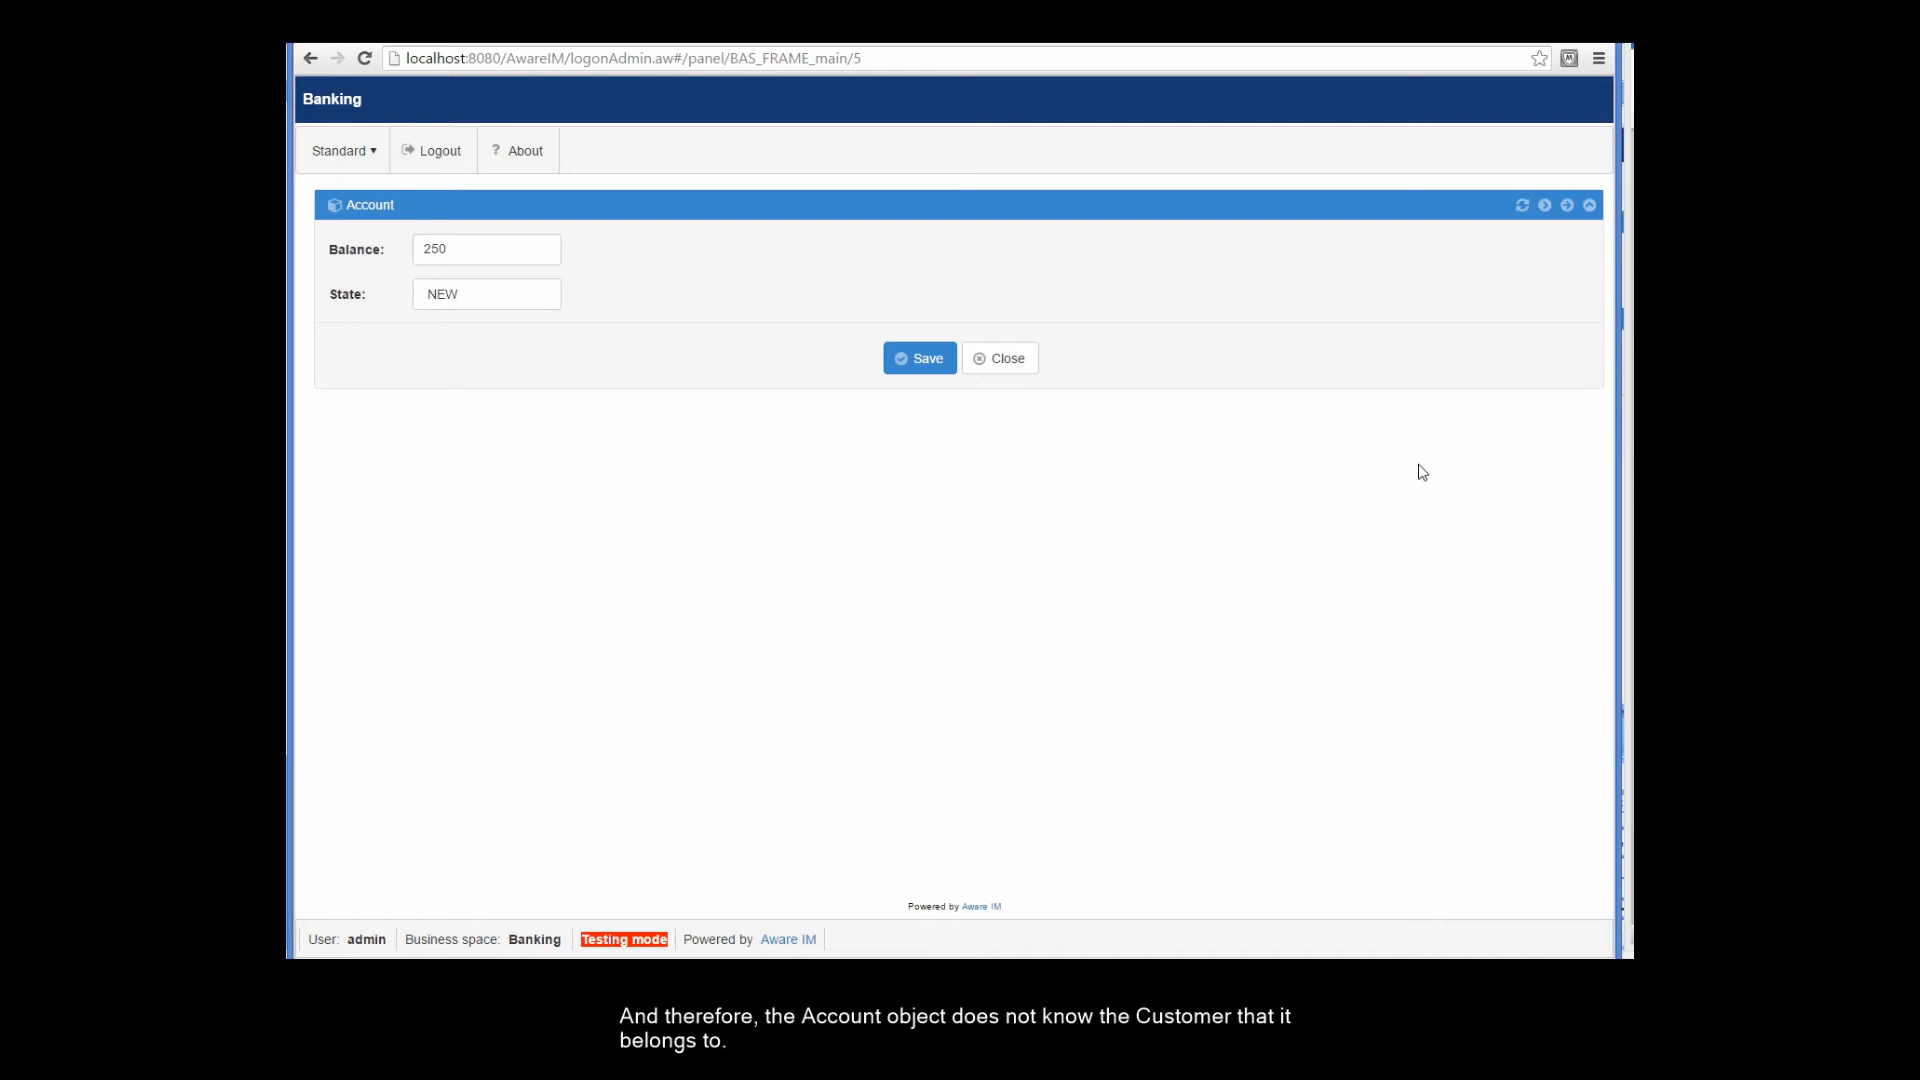 localhost:8080/AwareIM/logonAdmin.aw#/panel/BAS_FRAME_main/5
Banking
Standard ▾ Logout ? About
Account
Balance: 250
State: NEW
Save Close
Powered by Aware IM
User: admin Business space: Banking Testing mode Powered by Aware IM
And therefore, the Account object does not know the Customer that it
belongs to.